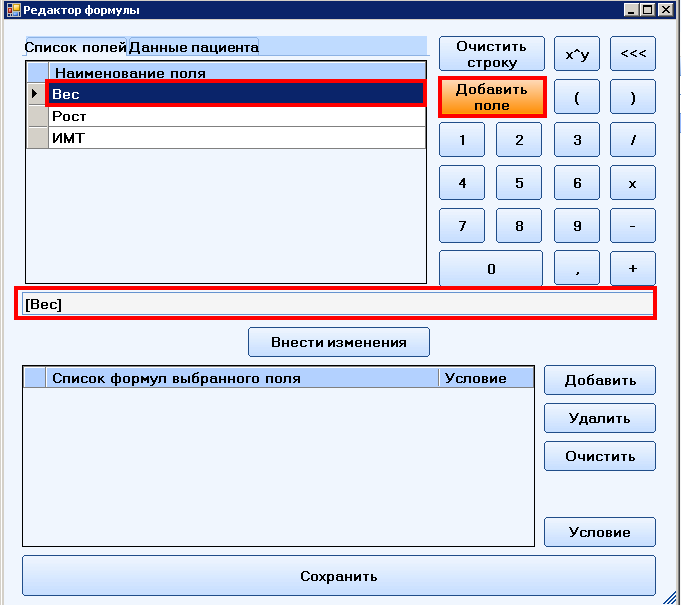 Редактор формулы
Список полей Данные пациента
Наименование поля
Вес
Рост
ИМТ
Очистить
строку
x^y
<<<
Добавить
поле
(
)
1
2
3
/
4
5
6
x
7
8
9
-
0
,
+
[Вес]
Внести изменения
Список формул выбранного поля
Условие
Добавить
Удалить
Очистить
Условие
Сохранить